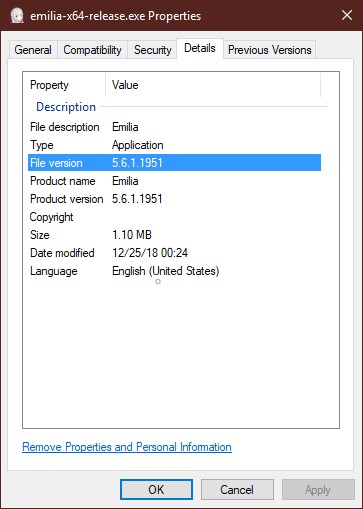 emilia-x64-release.exe Properties
General Compatibility Security Details Previous Versions
Property Value
Description
File description Emilia
Type Application
File version 5.6.1.1951
Product name Emilia
Product version 5.6.1.1951
Copyright
Size 1.10 MB
Date modified 12/25/18 00:24
Language English (United States)
Remove Properties and Personal Information
OK Cancel Apply